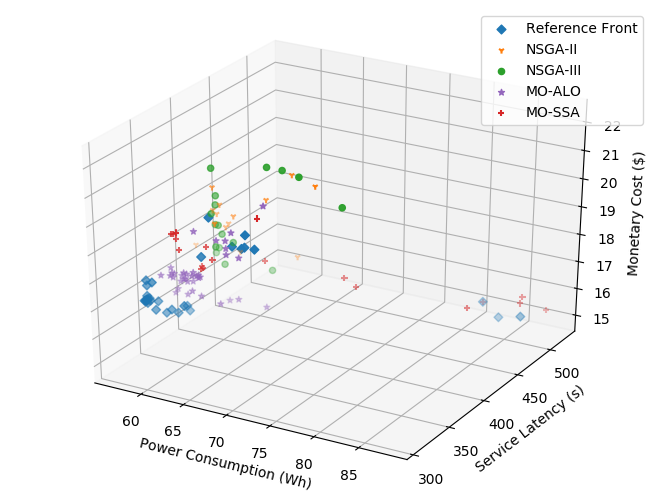 Reference Front
NSGA-II
NSGA-III
MO-ALO
MO-SSA
22
21
20
19
18
17
16
15
Monetary Cost ($)
500
450
400
350
300
Service Latency (s)
60
65
70
75
80
85
Power Consumption (Wh)